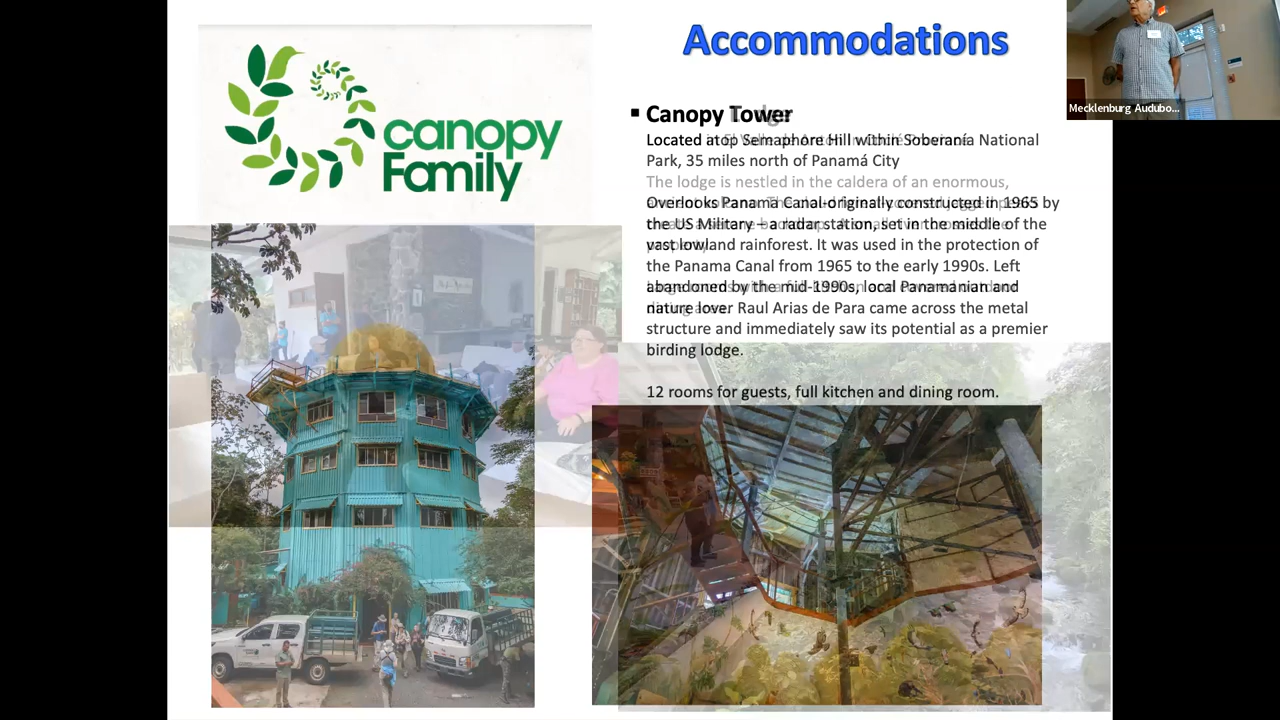 Accommodations
Mecklenburg Audubo...
canopy
Family
▪ Canopy Tower
Located atop Semaphore Hill within Soberanía National
Park, 35 miles north of Panamá City
The lodge is nestled in the caldera of an enormous,
Overlooks Panama Canal-originally constructed in 1965 by
the US Military – a radar station, set in the middle of the
vast lowland rainforest. It was used in the protection of
the Panama Canal from 1965 to the early 1990s. Left
abandoned by the mid-1990s, local Panamanian and
nature lover Raul Arias de Para came across the metal
structure and immediately saw its potential as a premier
birding lodge.
12 rooms for guests, full kitchen and dining room.